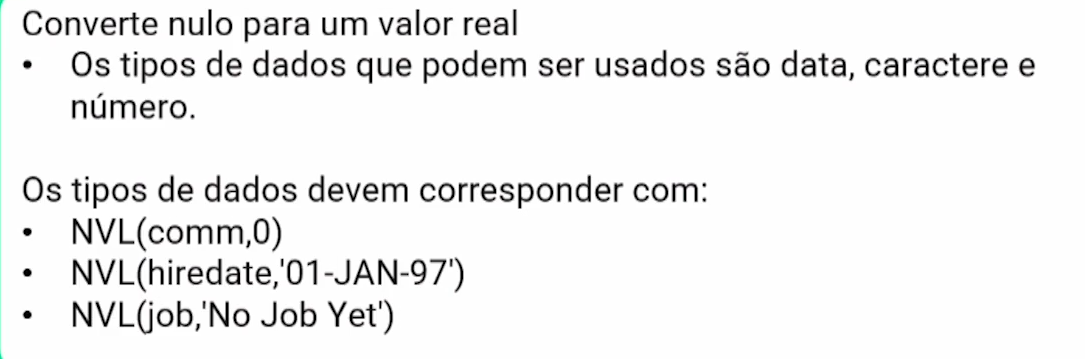 Converte nulo para um valor real
• Os tipos de dados que podem ser usados são data, caractere e
número.
Os tipos de dados devem corresponder com:
• NVL(comm,0)
• NVL(hiredate,'01-JAN-97')
• NVL(job,'No Job Yet')